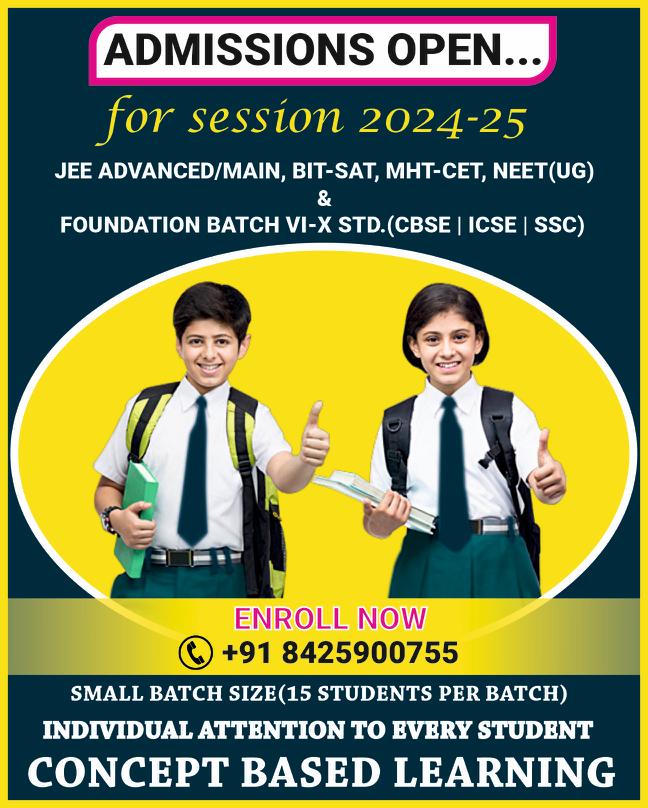 ADMISSIONS OPEN...
for session 2024-25
JEE ADVANCED/MAIN, BIT-SAT, MHT-CET, NEET(UG)
&
FOUNDATION BATCH VI-X STD.(CBSE | ICSE | SSC)
ENROLL NOW
+91 8425900755
SMALL BATCH SIZE(15 STUDENTS PER BATCH)
INDIVIDUAL ATTENTION TO EVERY STUDENT
CONCEPT BASED LEARNING